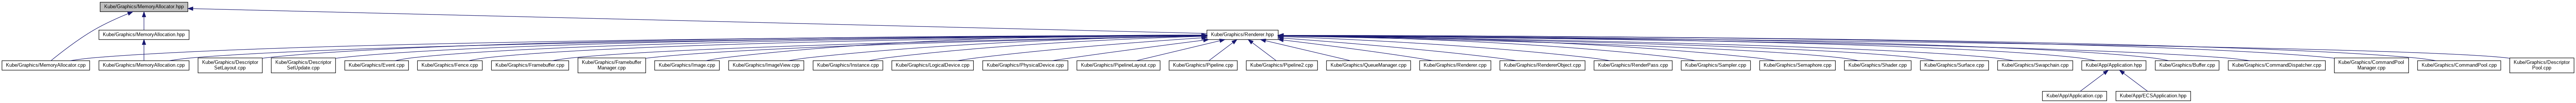 Kube/Graphics/MemoryAllocator.hpp
Kube/Graphics/MemoryAllocation.hpp
Kube/Graphics/Renderer.hpp
Kube/Graphics/MemoryAllocator.cpp
Kube/Graphics/MemoryAllocation.cpp
Kube/Graphics/Descriptor
SetLayout.cpp
Kube/Graphics/Descriptor
SetUpdate.cpp
Kube/Graphics/Event.cpp
Kube/Graphics/Fence.cpp
Kube/Graphics/Framebuffer.cpp
Kube/Graphics/Framebuffer
Manager.cpp
Kube/Graphics/Image.cpp
Kube/Graphics/ImageView.cpp
Kube/Graphics/Instance.cpp
Kube/Graphics/LogicalDevice.cpp
Kube/Graphics/PhysicalDevice.cpp
Kube/Graphics/PipelineLayout.cpp
Kube/Graphics/Pipeline.cpp
Kube/Graphics/Pipeline2.cpp
Kube/Graphics/QueueManager.cpp
Kube/Graphics/Renderer.cpp
Kube/Graphics/RendererObject.cpp
Kube/Graphics/RenderPass.cpp
Kube/Graphics/Sampler.cpp
Kube/Graphics/Semaphore.cpp
Kube/Graphics/Shader.cpp
Kube/Graphics/Surface.cpp
Kube/Graphics/Swapchain.cpp
Kube/App/Application.hpp
Kube/Graphics/Buffer.cpp
Kube/Graphics/CommandDispatcher.cpp
Kube/Graphics/CommandPool
Manager.cpp
Kube/Graphics/CommandPool.cpp
Kube/Graphics/Descriptor
Pool.cpp
Kube/App/Application.cpp
Kube/App/ECSApplication.hpp